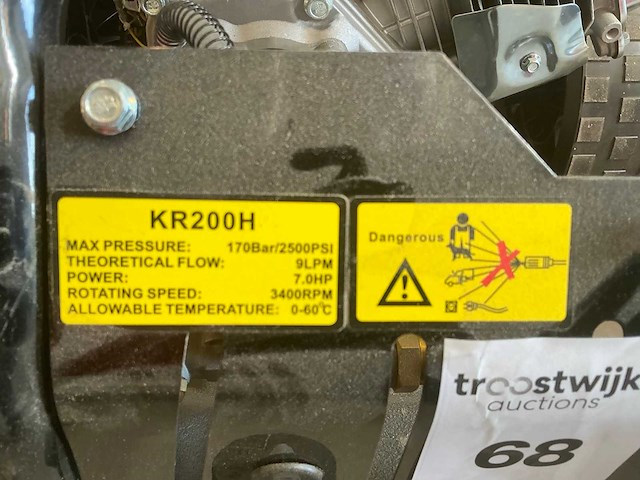 KR200H
MAX PRESSURE: 170Bar/2500PSI
THEORETICAL FLOW: 9LPM
POWER: 7.0HP
ROTATING SPEED: 3400RPM
ALLOWABLE TEMPERATURE: 0-60℃
Dangerous
!
troostwijk
auctions
68